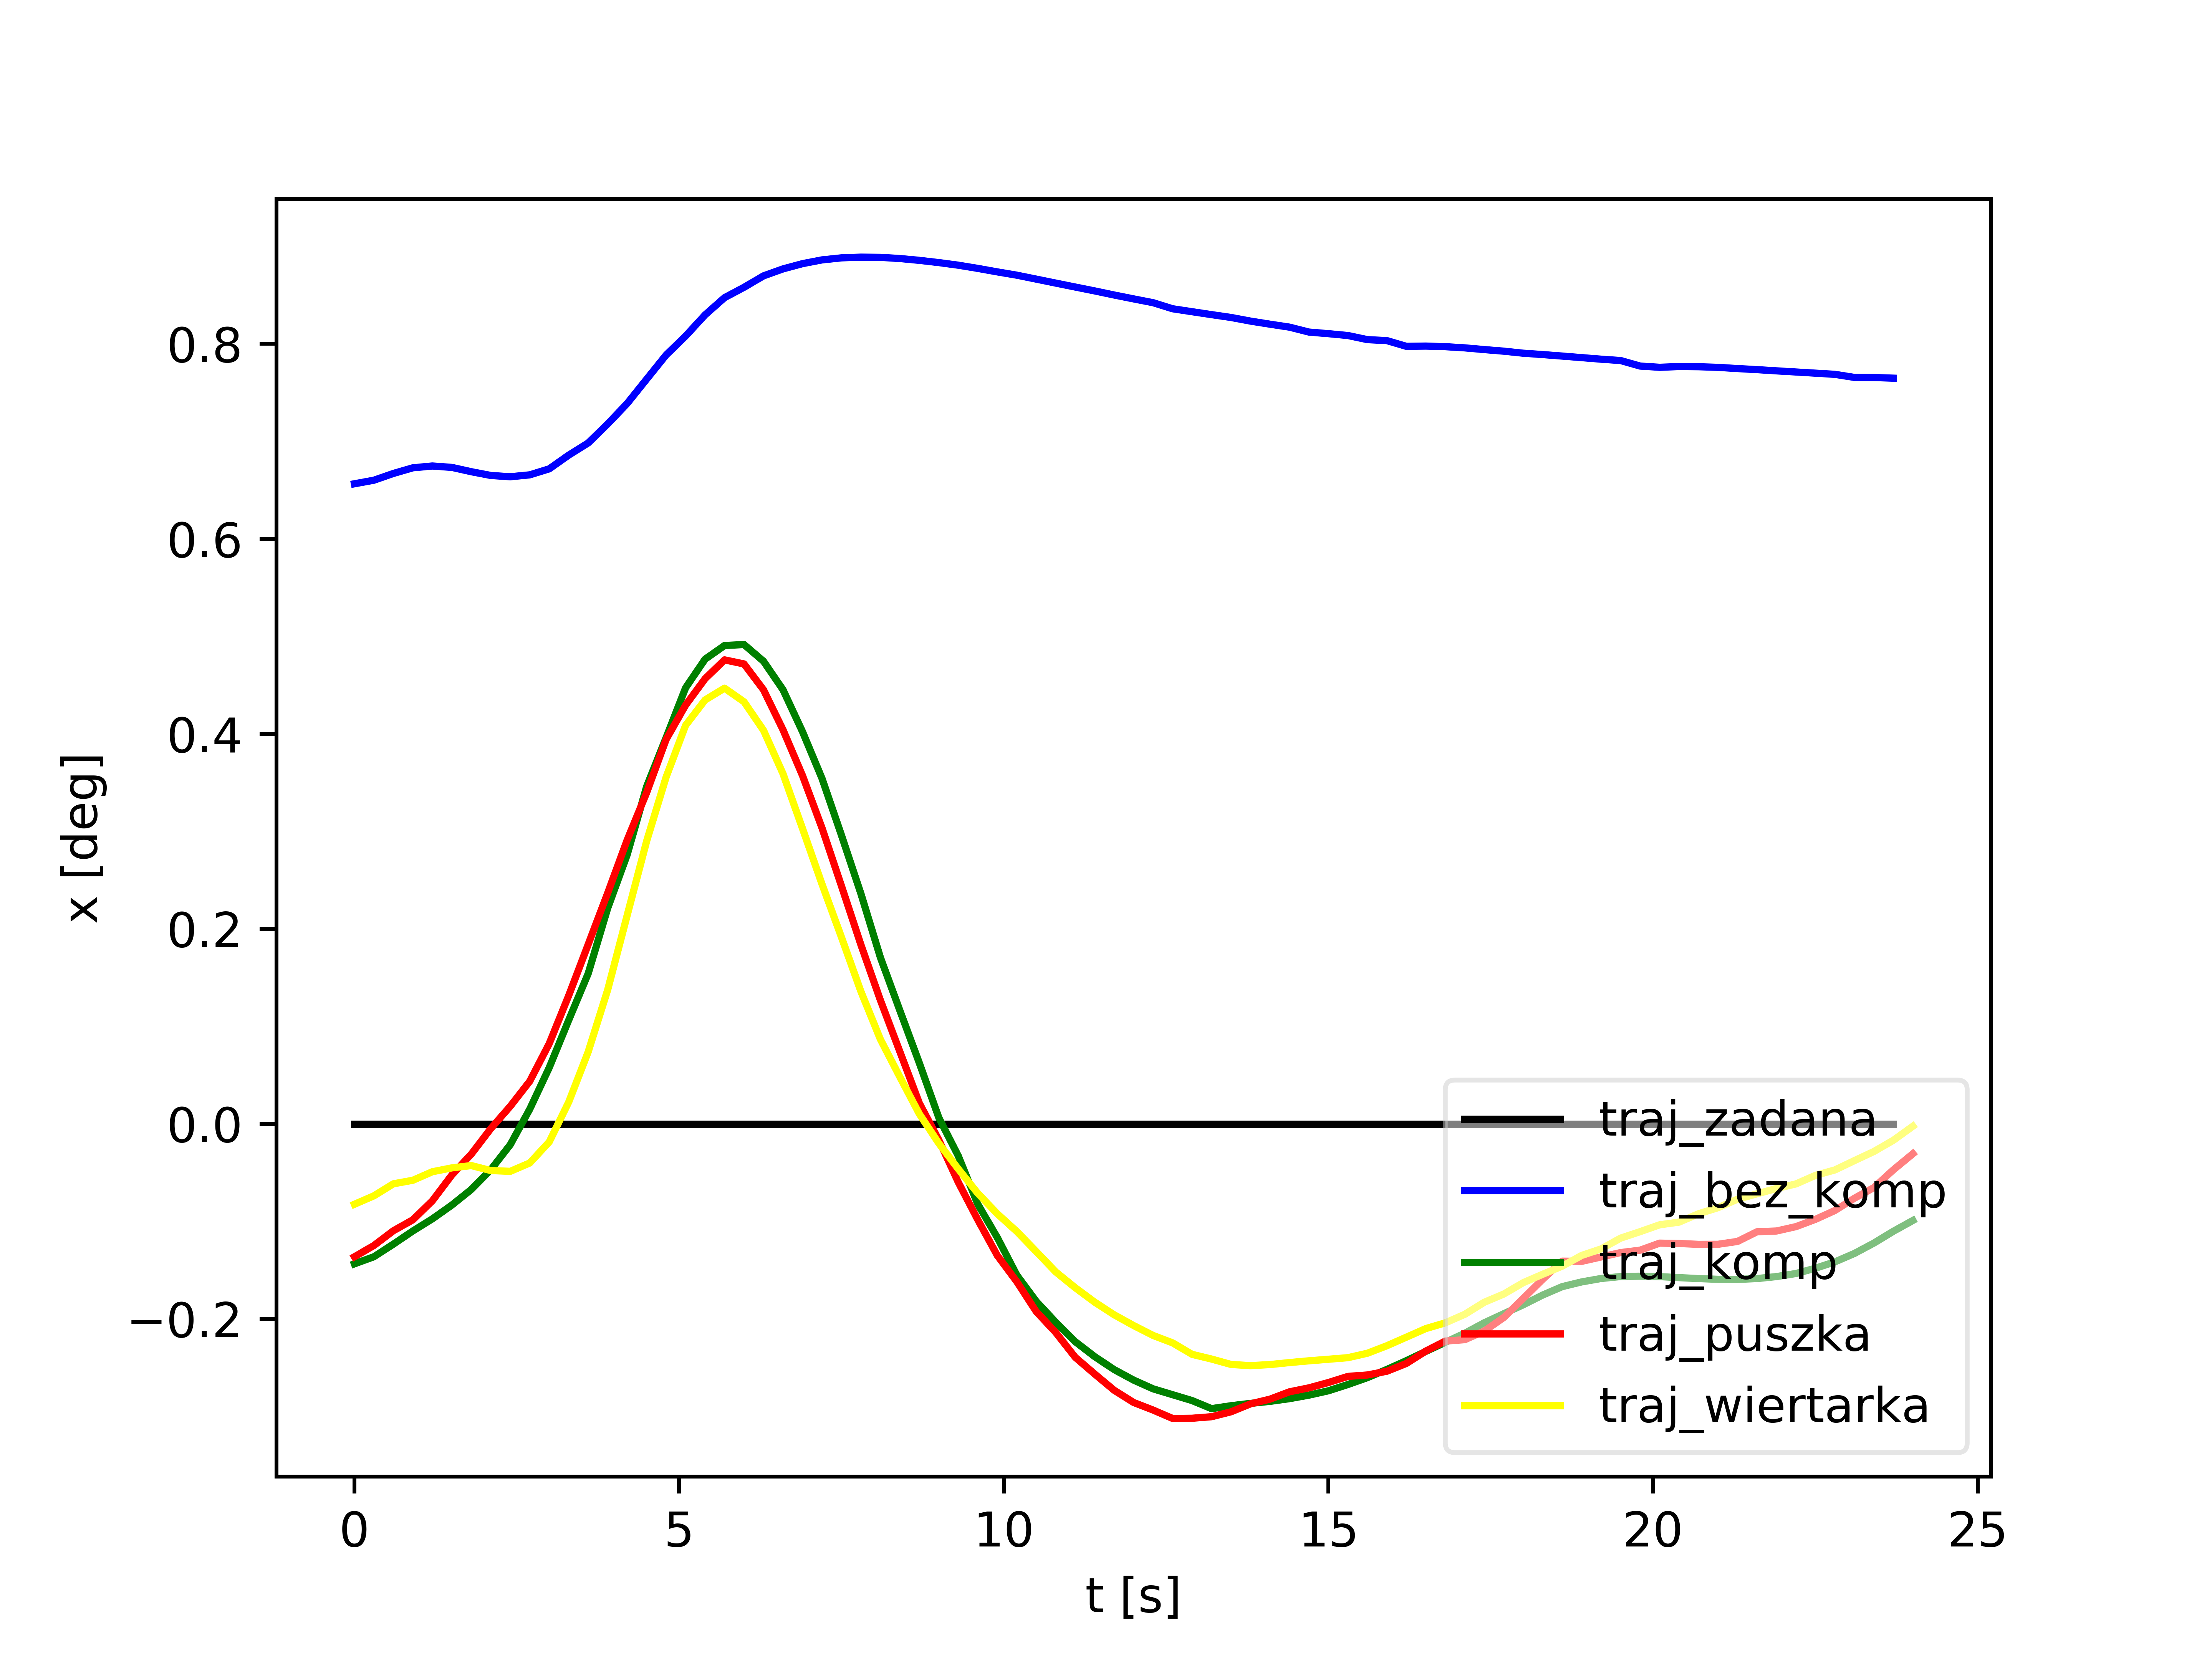 0.8
0.6
0.4
0.2
0.0
−0.2
x [deg]
0 5 10 15 20 25
t [s]
traj_zadana
traj_bez_komp
traj_komp
traj_puszka
traj_wiertarka